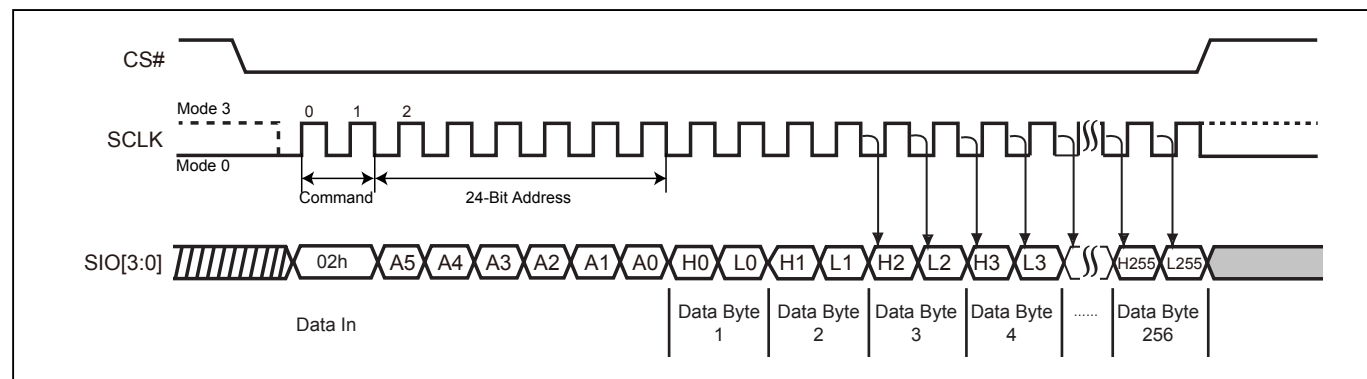 CS#
Mode 3
0 1 2
SCLK
Mode 0
Command
24-Bit Address
SIO[3:0]
02h A5 A4 A3 A2 A1 A0 H0 L0 H1 L1 H2 L2 H3 L3 H255 L255
Data In
Data Byte 1
Data Byte 2
Data Byte 3
Data Byte 4
......
Data Byte 256